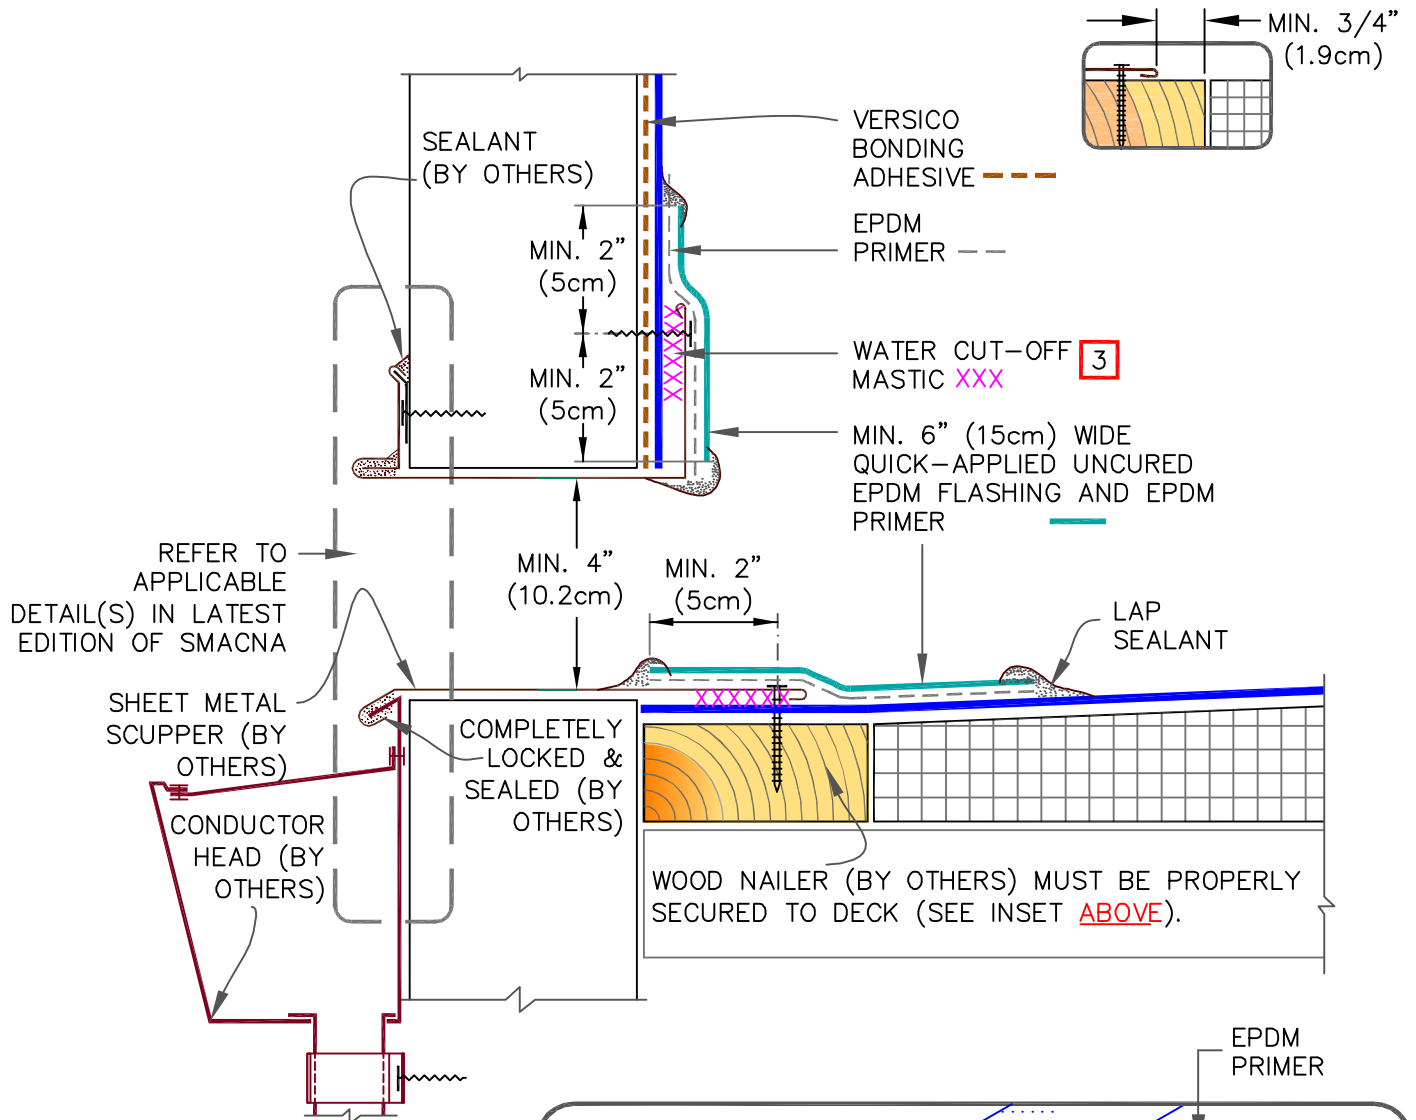 MIN. 3/4"
(1.9cm)
SEALANT
(BY OTHERS)
VERSICO
BONDING
ADHESIVE
EPDM
PRIMER
MIN. 2"
(5cm)
MIN. 2"
(5cm)
WATER CUT-OFF 3
MASTIC XXX
MIN. 6" (15cm) WIDE
QUICK-APPLIED UNCURED
EPDM FLASHING AND EPDM
PRIMER
REFER TO
APPLICABLE
DETAIL(S) IN LATEST
EDITION OF SMACNA
MIN. 4"
(10.2cm)
MIN. 2"
(5cm)
LAP
SEALANT
SHEET METAL
SCUPPER (BY
OTHERS)
COMPLETELY
LOCKED &
SEALED (BY
OTHERS)
CONDUCTOR
HEAD (BY
OTHERS)
WOOD NAILER (BY OTHERS) MUST BE PROPERLY
SECURED TO DECK (SEE INSET ABOVE).
EPDM
PRIMER